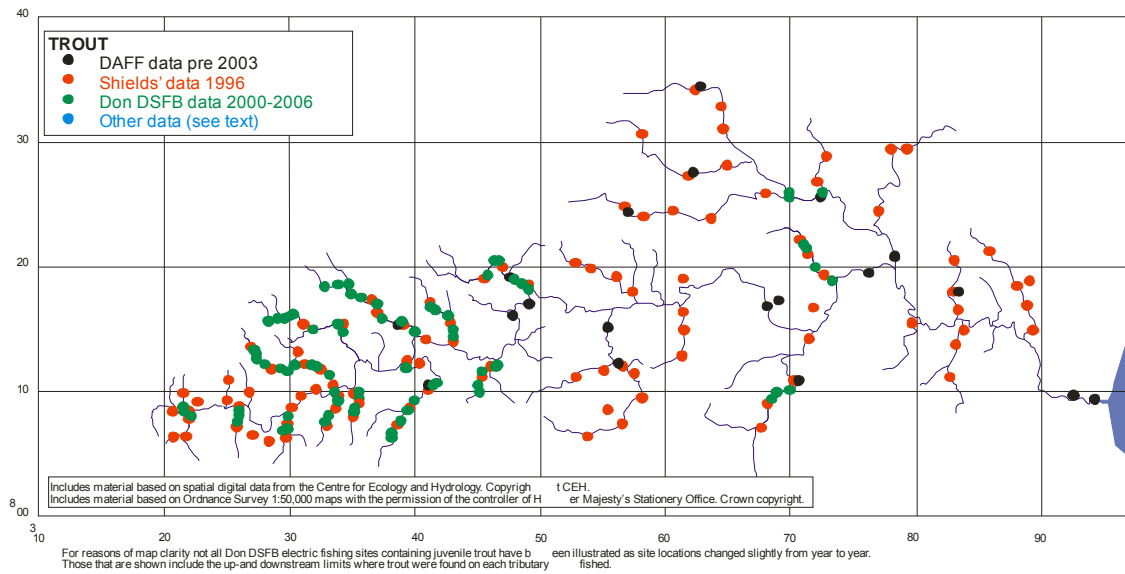 40
TROUT
DAFF data pre 2003
Shields' data 1996
Don DSFB data 2000-2006
Other data (see text)
30
20
10
Includes material based on spatial digital data from the Centre for Ecology and Hydrology. Copyrigh t CEH.
Includes material based on Ordnance Survey 1:50,000 maps with the permission of the controller of H er Majesty's Stationery Office. Crown copyright.
8 00
3
10 20 30 40 50 60 70 80 90
For reasons of map clarity not all Don DSFB electric fishing sites containing juvenile trout have b een illustrated as site locations changed slightly from year to year.
Those that are shown include the up-and downstream limits where trout were found on each tributary fished.